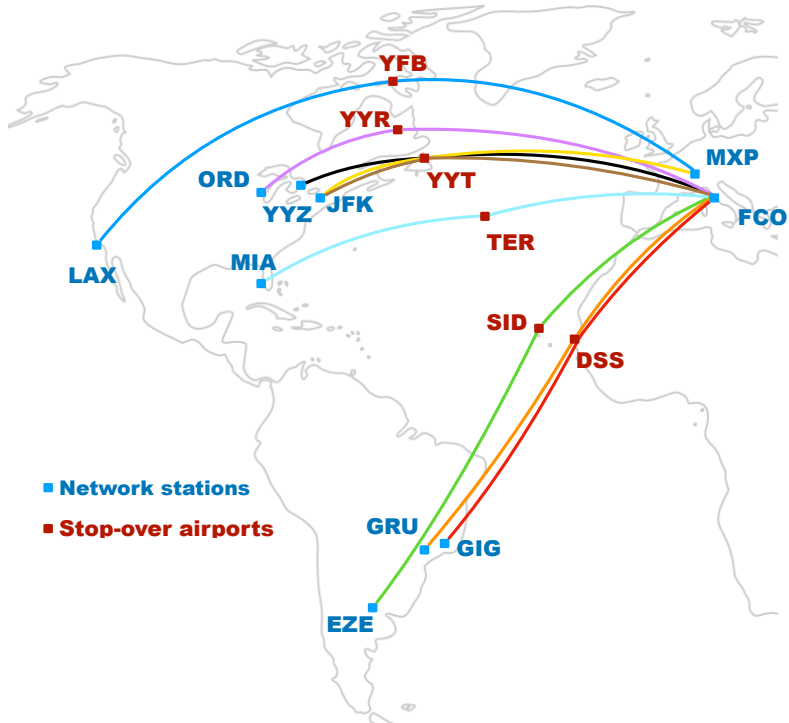 YFB
YYR
MXP
ORD
YYT
YYZ
JFK
FCO
TER
MIA
LAX
SID
DSS
Network stations
Stop-over airports
GRU
GIG
EZE